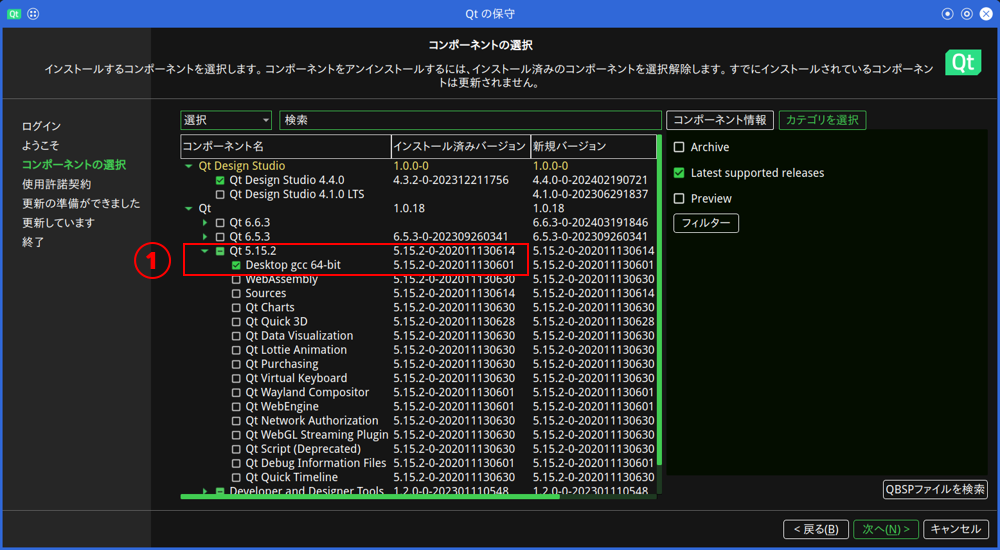 Qt の保守
コンポーネントの選択
インストールするコンポーネントを選択します。コンポーネントをアンインストールするには、インストール済みのコンポーネントを選択解除します。すでにインストールされているコンポーネン
トは更新されません。
Qt
ログイン
ようこそ
コンポーネントの選択
使用許諾契約
更新の準備ができました
更新しています
終了
選択 検索
コンポーネント名 インストール済みバージョン 新規バージョン
Qt Design Studio 1.0.0-0 1.0.0-0
Qt Design Studio 4.4.0 4.3.2-0-202312211756 4.4.0-0-202402190721
Qt Design Studio 4.1.0 LTS 4.1.0-0-202306291837
Qt 1.0.18 1.0.18
Qt 6.6.3 6.6.3-0-202403191846
Qt 6.5.3 6.5.3-0-202309260341 6.5.3-0-202309260341
① Qt 5.15.2 5.15.2-0-202011130614 5.15.2-0-202011130614
Desktop gcc 64-bit 5.15.2-0-202011130601 5.15.2-0-202011130601
WebAssembly 5.15.2-0-202011130630 5.15.2-0-202011130630
Sources 5.15.2-0-202011130614 5.15.2-0-202011130614
Qt Charts 5.15.2-0-202011130630 5.15.2-0-202011130630
Qt Quick 3D 5.15.2-0-202011130628 5.15.2-0-202011130628
Qt Data Visualization 5.15.2-0-202011130630 5.15.2-0-202011130630
Qt Lottie Animation 5.15.2-0-202011130630 5.15.2-0-202011130630
Qt Purchasing 5.15.2-0-202011130630 5.15.2-0-202011130630
Qt Virtual Keyboard 5.15.2-0-202011130630 5.15.2-0-202011130630
Qt Wayland Compositor 5.15.2-0-202011130601 5.15.2-0-202011130601
Qt WebEngine 5.15.2-0-202011130601 5.15.2-0-202011130601
Qt Network Authorization 5.15.2-0-202011130630 5.15.2-0-202011130630
Qt WebGL Streaming Plugin 5.15.2-0-202011130630 5.15.2-0-202011130630
Qt Script (Deprecated) 5.15.2-0-202011130630 5.15.2-0-202011130630
Qt Debug Information Files 5.15.2-0-202011130601 5.15.2-0-202011130601
Qt Quick Timeline 5.15.2-0-202011130630 5.15.2-0-202011130630
Developer and Designer Tools 1.2.0-0-202301110548 1.2.0-0-202301110548
コンポーネント情報 カテゴリを選択
Archive
Latest supported releases
Preview
フィルター
QBSPファイルを検索
< 戻る(B) 次へ(N) > キャンセル